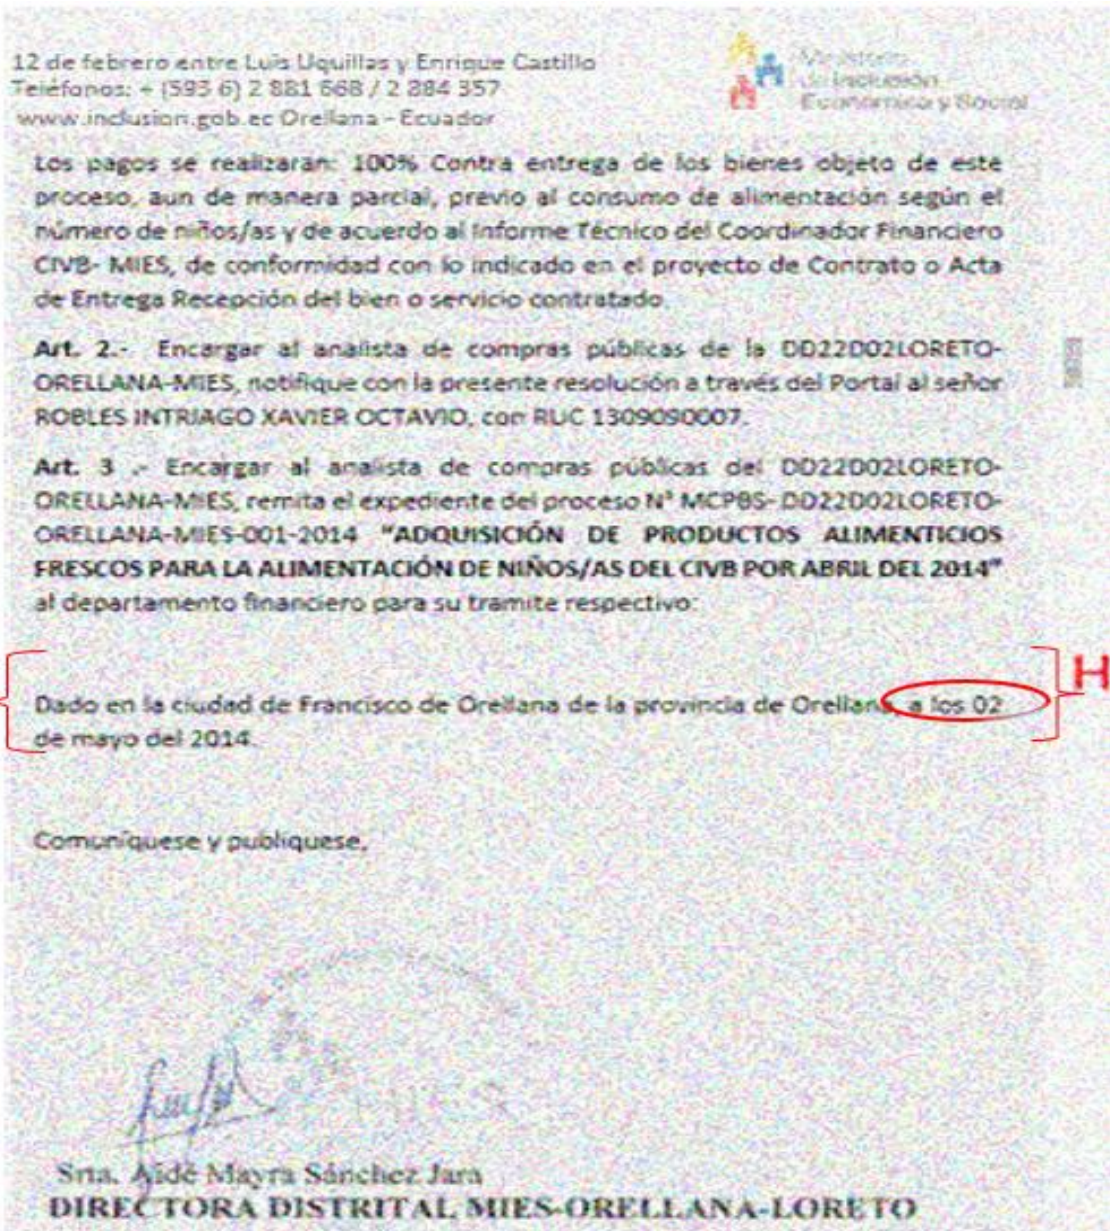 12 de febrero entre Luis Uquillas y Enrique Castillo
Teléfonos: + (593 6) 2 881 668 / 2 884 357
www.inclusion.gob.ec Orellana - Ecuador
Ministerio
de Inclusión
Económica y Social
Los pagos se realizaran: 100% Contra entrega de los bienes objeto de este
proceso, aun de manera parcial, previo al consumo de alimentación según el
número de niños/as y de acuerdo al Informe Técnico del Coordinador Financiero
CIVB- MIES, de conformidad con lo indicado en el proyecto de Contrato o Acta
de Entrega Recepción del bien o servicio contratado.
Art. 2.- Encargar al analista de compras públicas de la DD22D02LORETO-
ORELLANA-MIES, notifique con la presente resolución a través del Portal al señor
ROBLES INTRIAGO XAVIER OCTAVIO, con RUC 1309090007.
Art. 3 .- Encargar al analista de compras públicas del DD22D02LORETO-
ORELLANA-MIES, remita el expediente del proceso N° MCPBS- DD22D02LORETO-
ORELLANA-MIES-001-2014 "ADQUISICIÓN DE PRODUCTOS ALIMENTICIOS
FRESCOS PARA LA ALIMENTACIÓN DE NIÑOS/AS DEL CIVB POR ABRIL DEL 2014"
al departamento financiero para su tramite respectivo:
H
Dado en la ciudad de Francisco de Orellana de la provincia de Orellana, a los 02
de mayo del 2014.
Comuníquese y publiquese,
Srta. Aidé Mayra Sánchez Jara
DIRECTORA DISTRITAL MIES-ORELLANA-LORETO